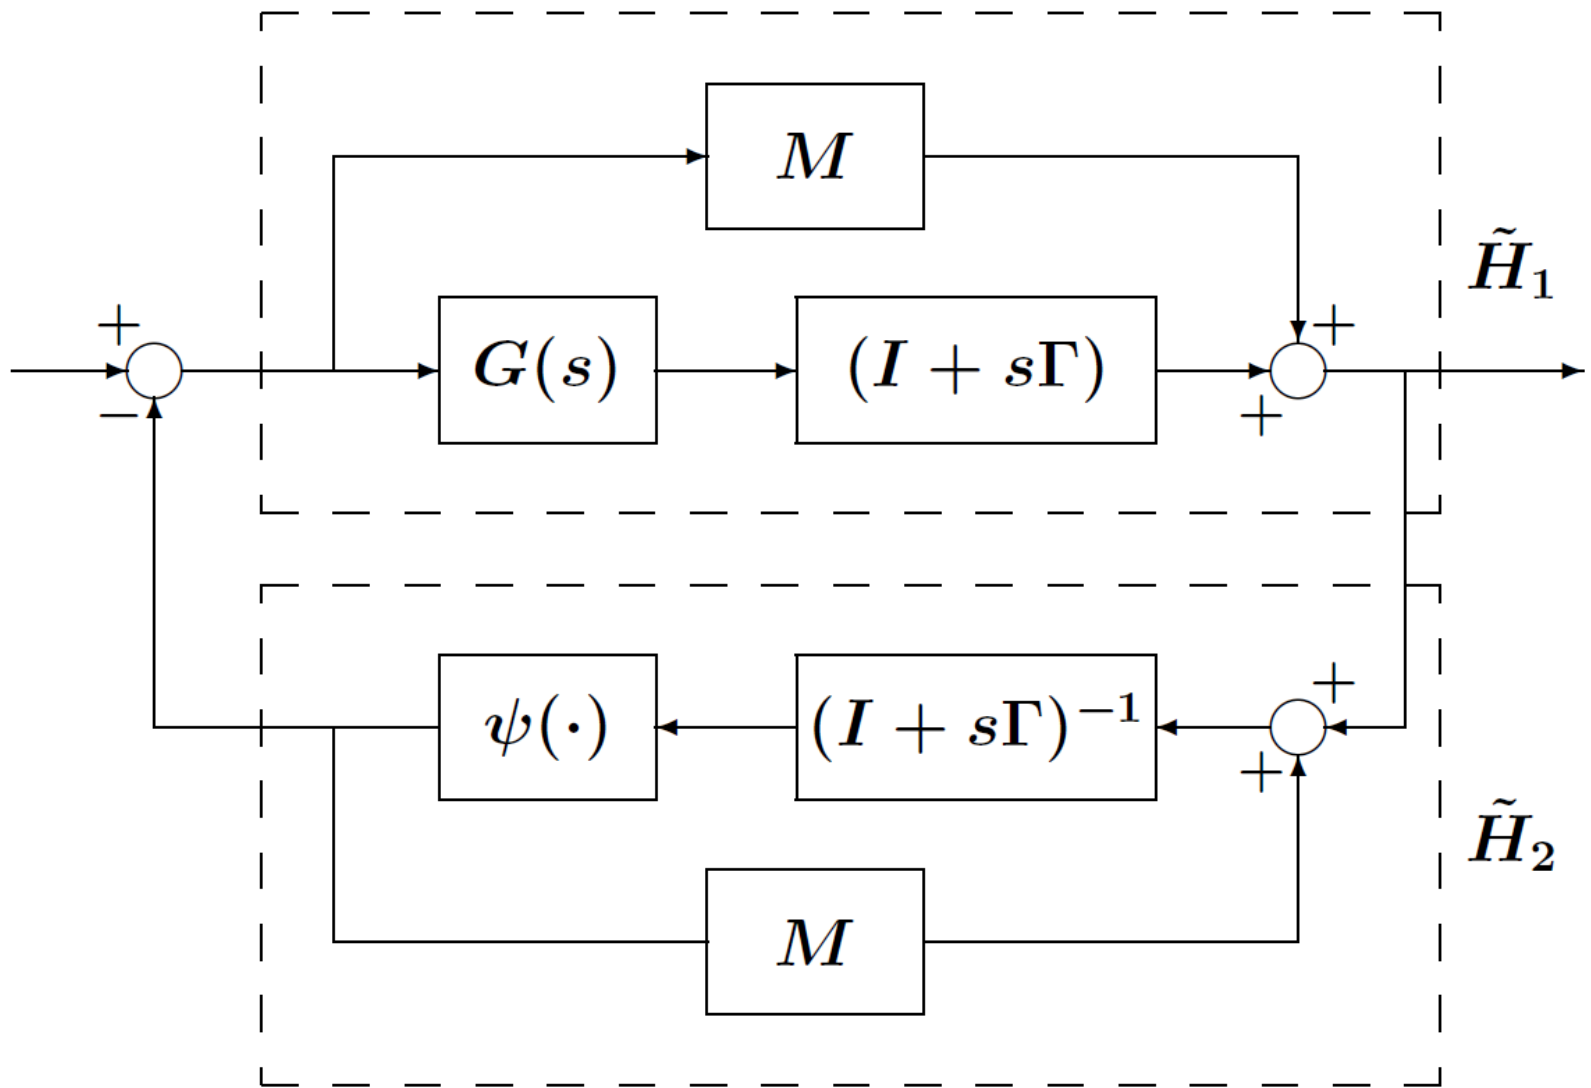 M
H̃₁
+
G(s)
(I + sΓ)
+
−
+
+
ψ(·)
(I + sΓ)⁻¹
+
+
H̃₂
M